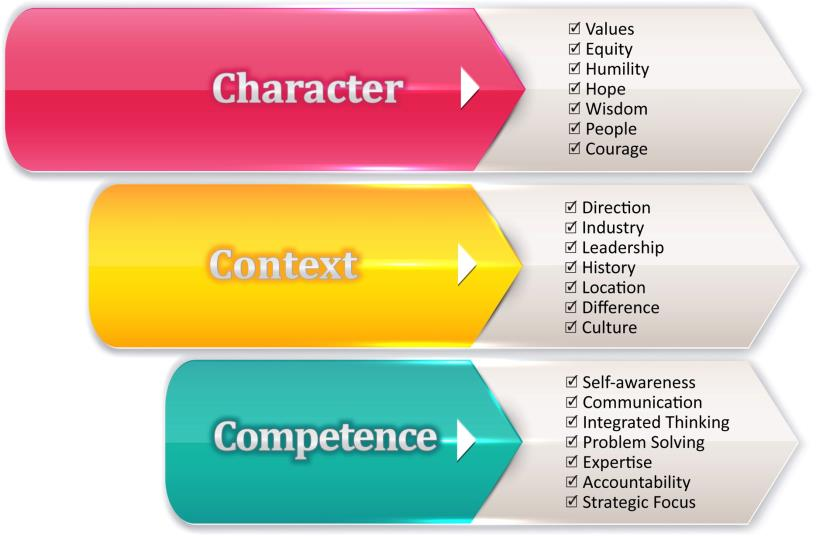 Character
☑ Values
☑ Equity
☑ Humility
☑ Hope
☑ Wisdom
☑ People
☑ Courage
Context
☑ Direction
☑ Industry
☑ Leadership
☑ History
☑ Location
☑ Difference
☑ Culture
Competence
☑ Self-awareness
☑ Communication
☑ Integrated Thinking
☑ Problem Solving
☑ Expertise
☑ Accountability
☑ Strategic Focus